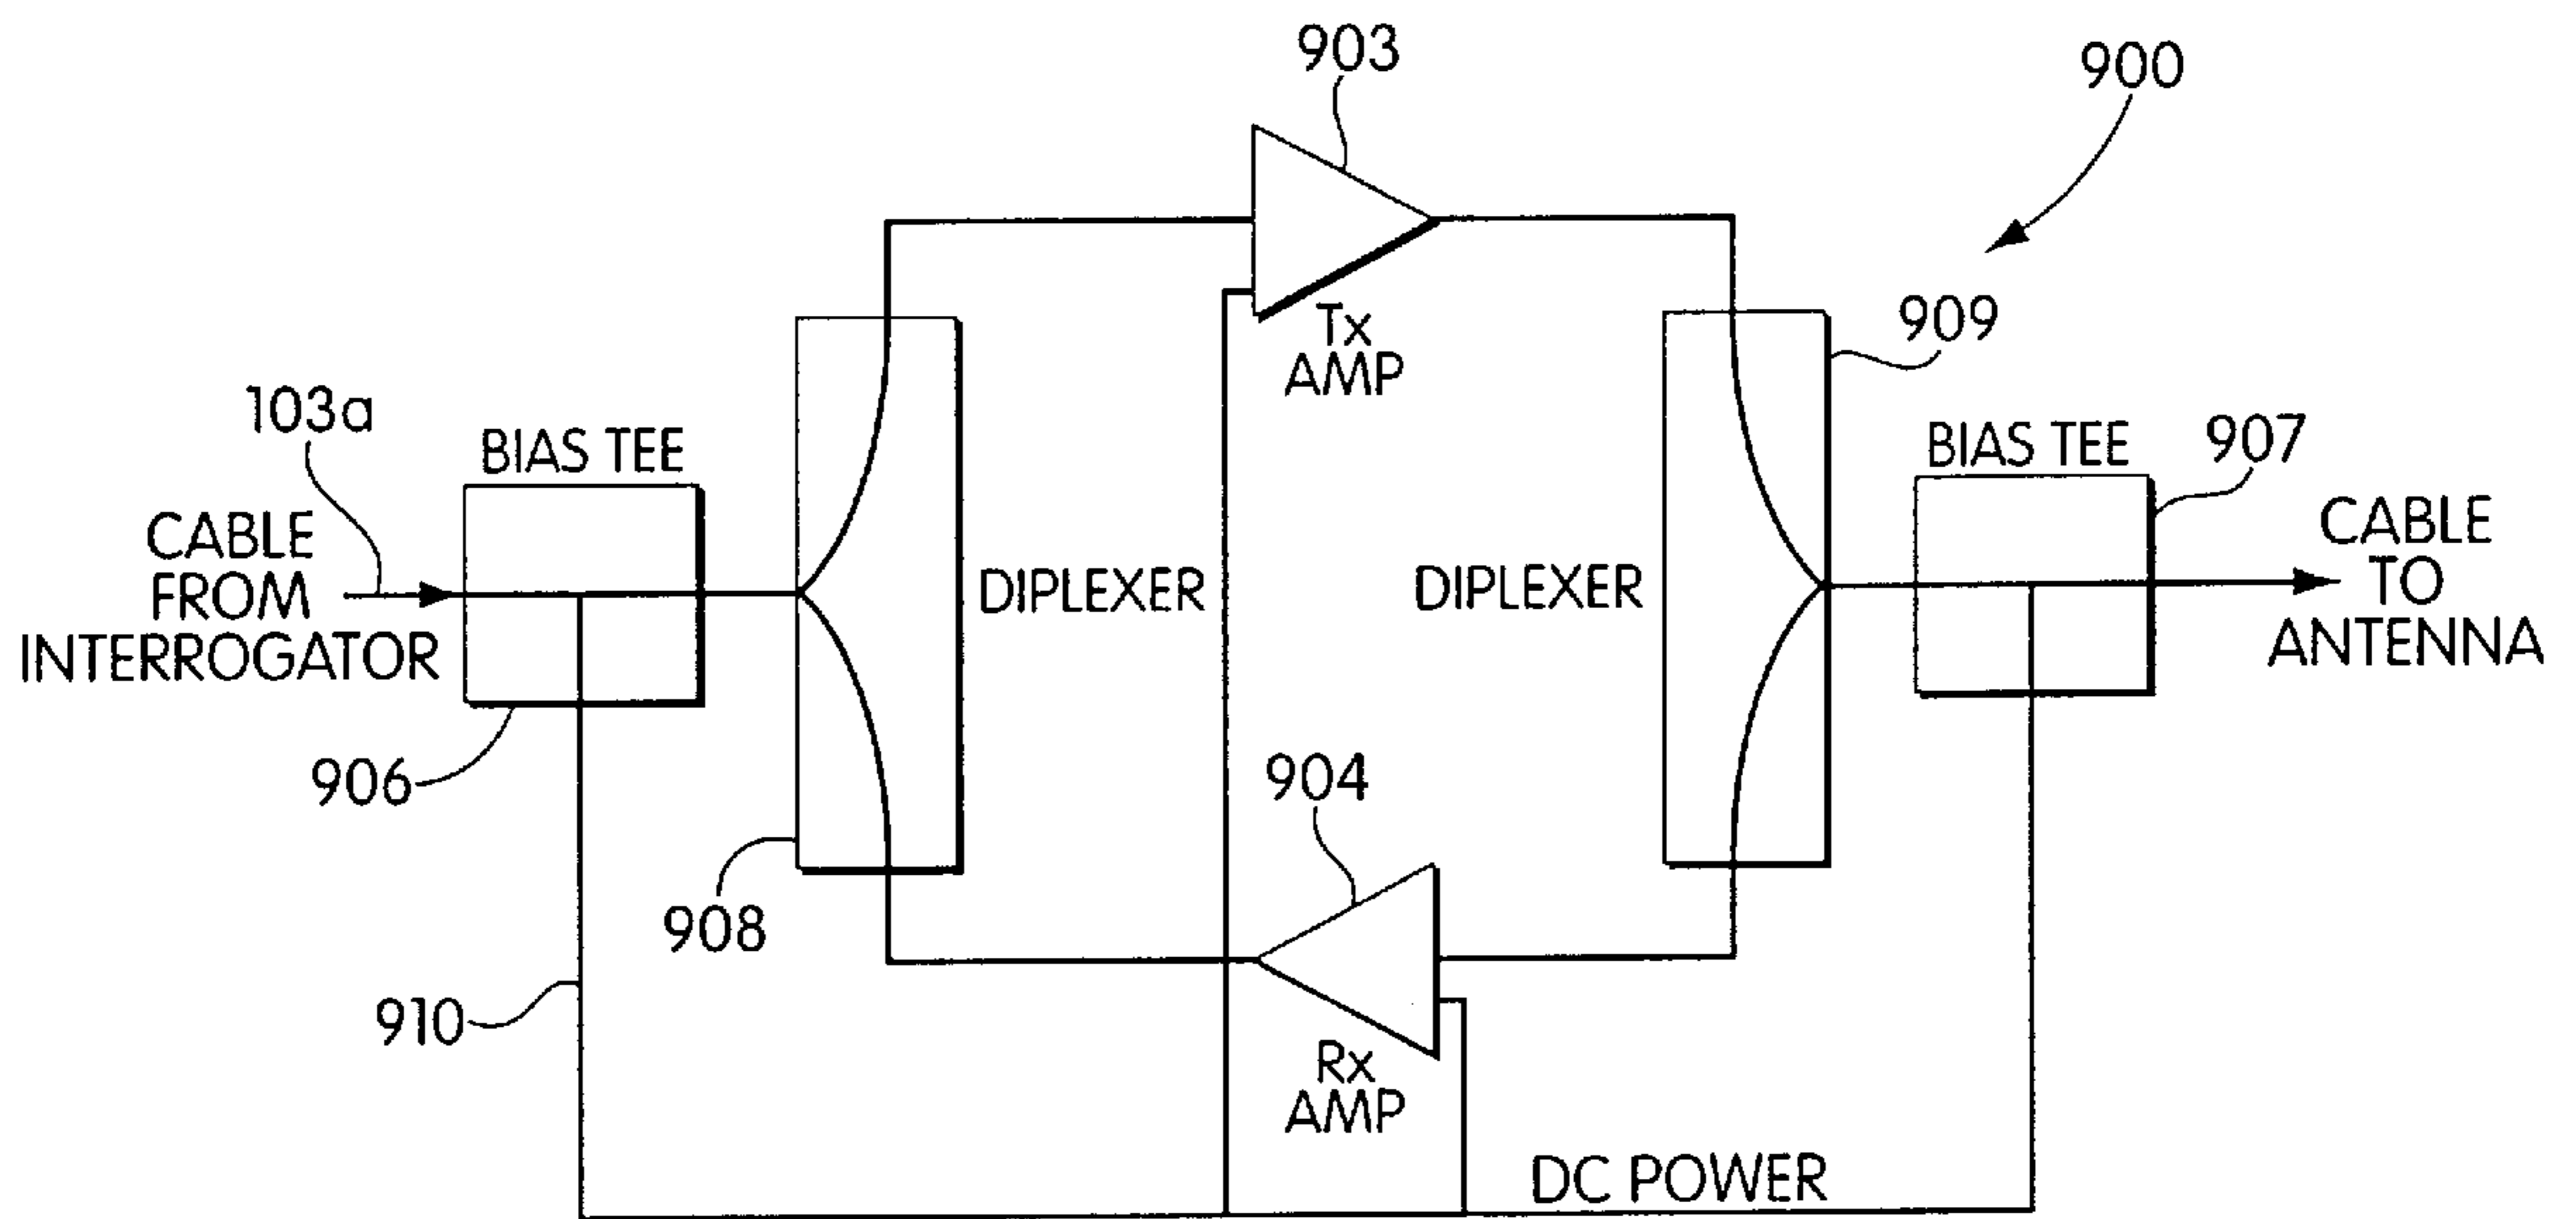 903
900
Tx
AMP
909
103a
BIAS TEE
BIAS TEE
907
CABLE
FROM
INTERROGATOR
DIPLEXER
DIPLEXER
CABLE
TO
ANTENNA
906
904
908
910
Rx
AMP
DC POWER